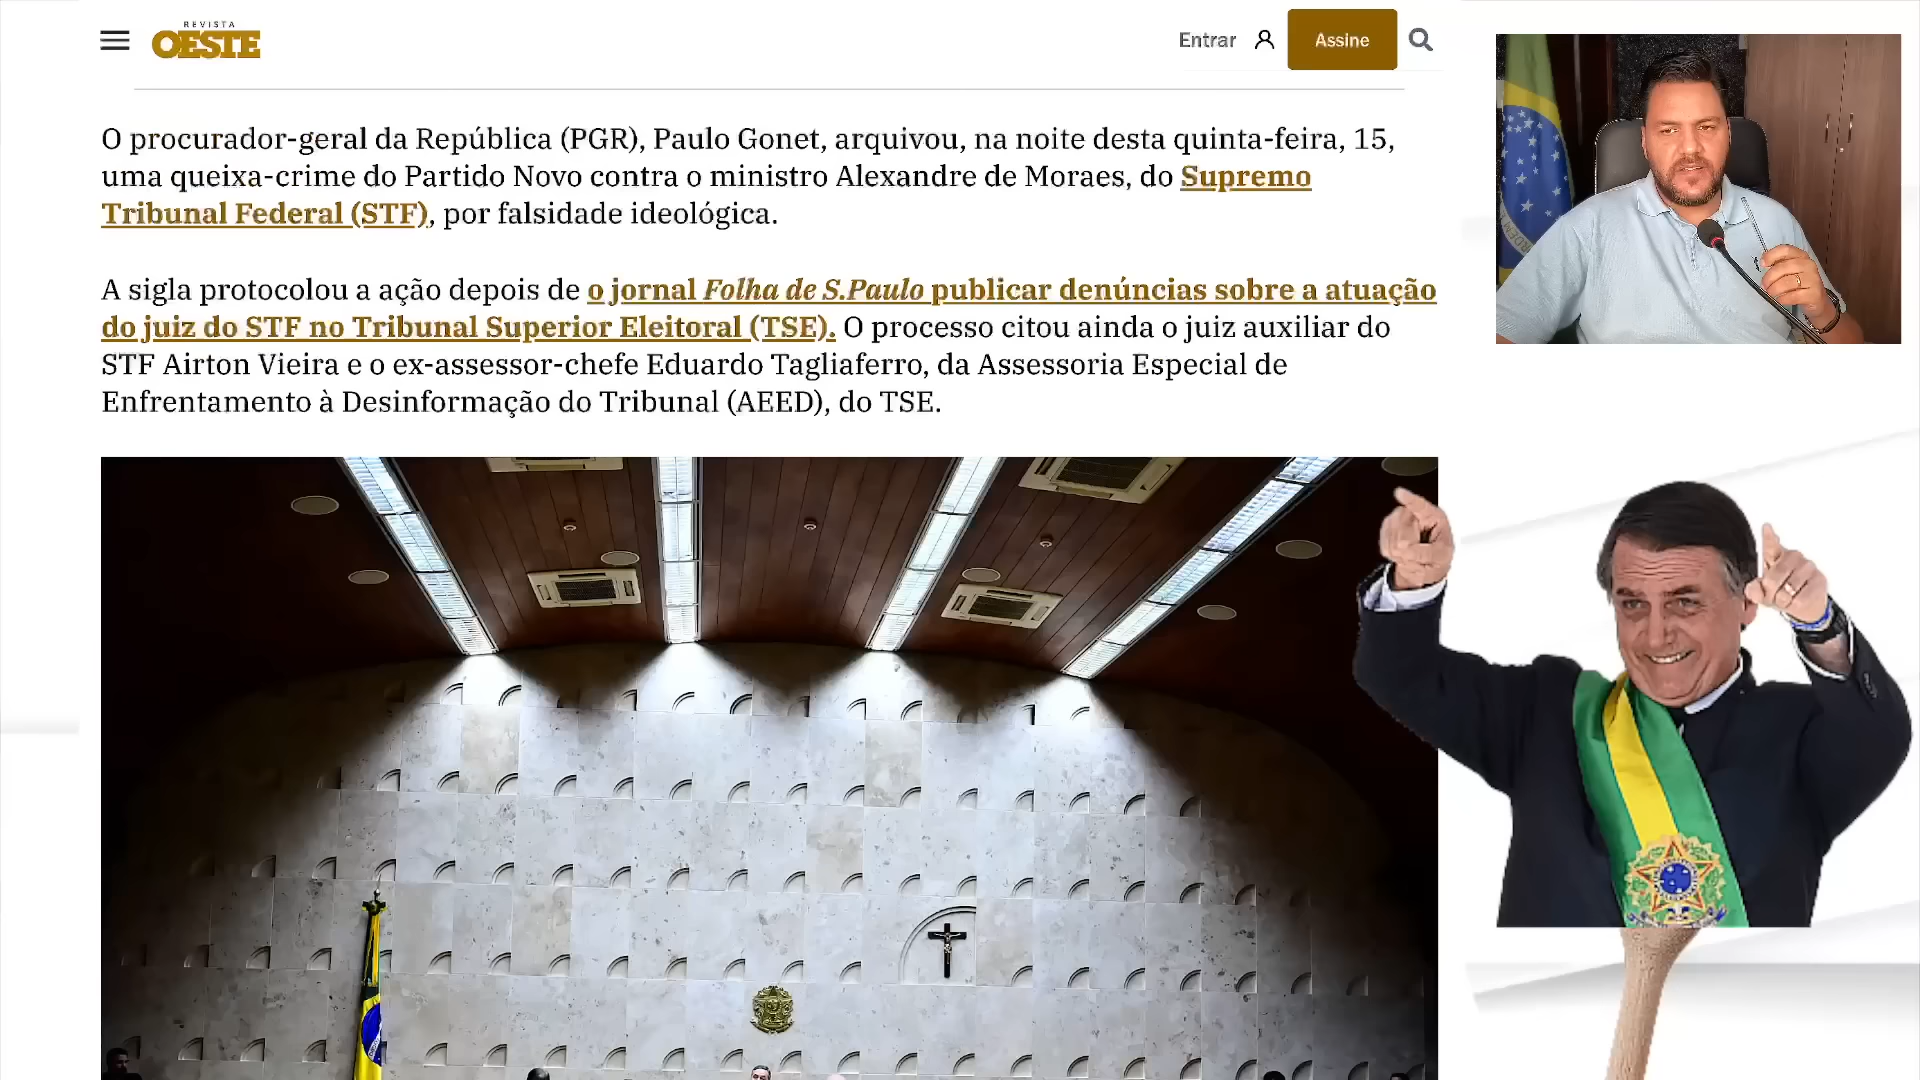 REVISTA
OESTE
Entrar
Assine
O procurador-geral da República (PGR), Paulo Gonet, arquivou, na noite desta quinta-feira, 15,
uma queixa-crime do Partido Novo contra o ministro Alexandre de Moraes, do Supremo
Tribunal Federal (STF), por falsidade ideológica.
A sigla protocolou a ação depois de o jornal Folha de S.Paulo publicar denúncias sobre a atuação
do juiz do STF no Tribunal Superior Eleitoral (TSE). O processo citou ainda o juiz auxiliar do
STF Airton Vieira e o ex-assessor-chefe Eduardo Tagliaferro, da Assessoria Especial de
Enfrentamento à Desinformação do Tribunal (AEED), do TSE.